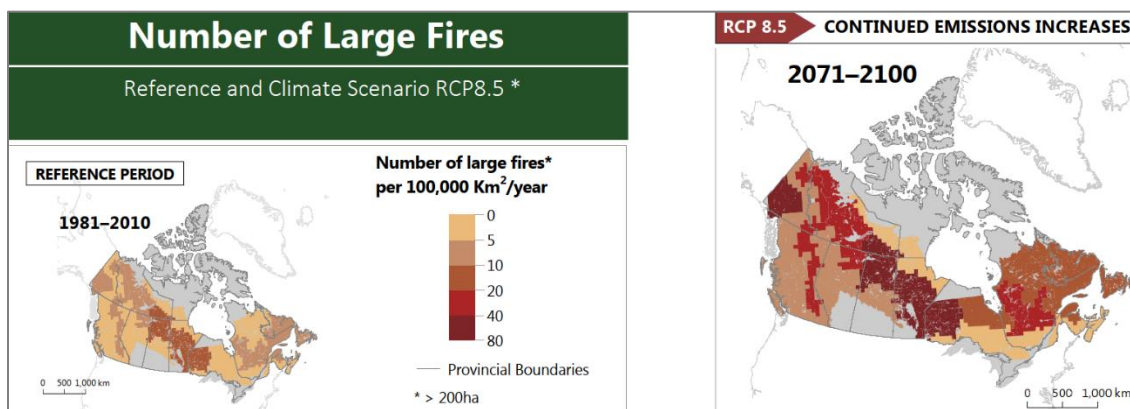 Number of Large Fires
Reference and Climate Scenario RCP8.5 *
REFERENCE PERIOD
1981–2010
0 500 1,000 km
Number of large fires*
per 100,000 Km²/year
0
5
10
20
40
80
Provincial Boundaries
* > 200ha
RCP 8.5 CONTINUED EMISSIONS INCREASES
2071–2100
0 500 1,000 km